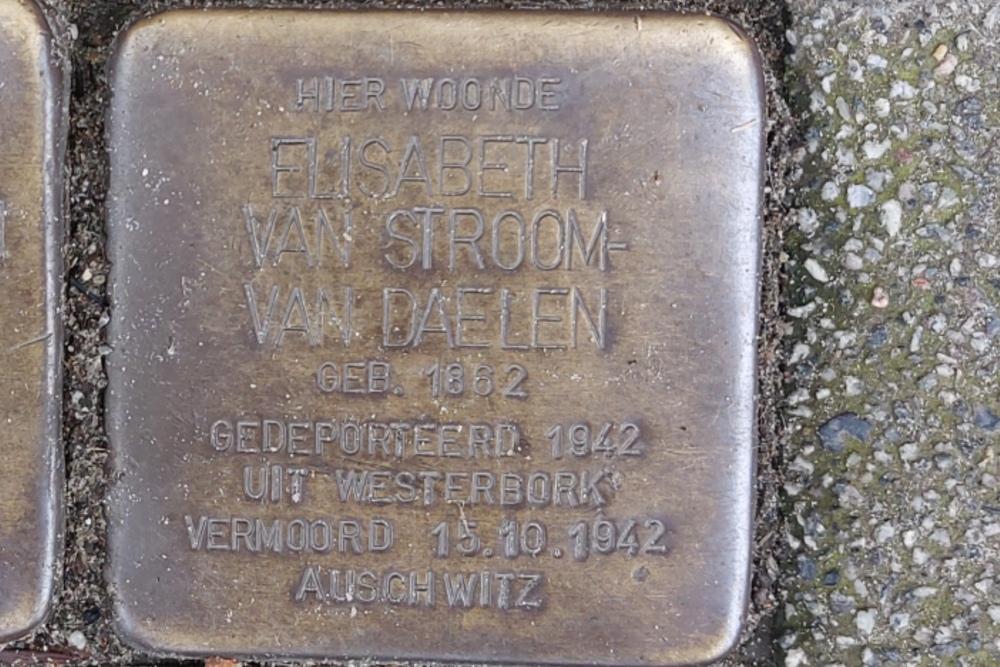 HIER WOONDE
ELISABETH
VAN STROOM-
VAN DAELEN
GEB. 1862
GEDEPORTEERD 1942
UIT WESTERBORK
VERMOORD 15.10.1942
AUSCHWITZ